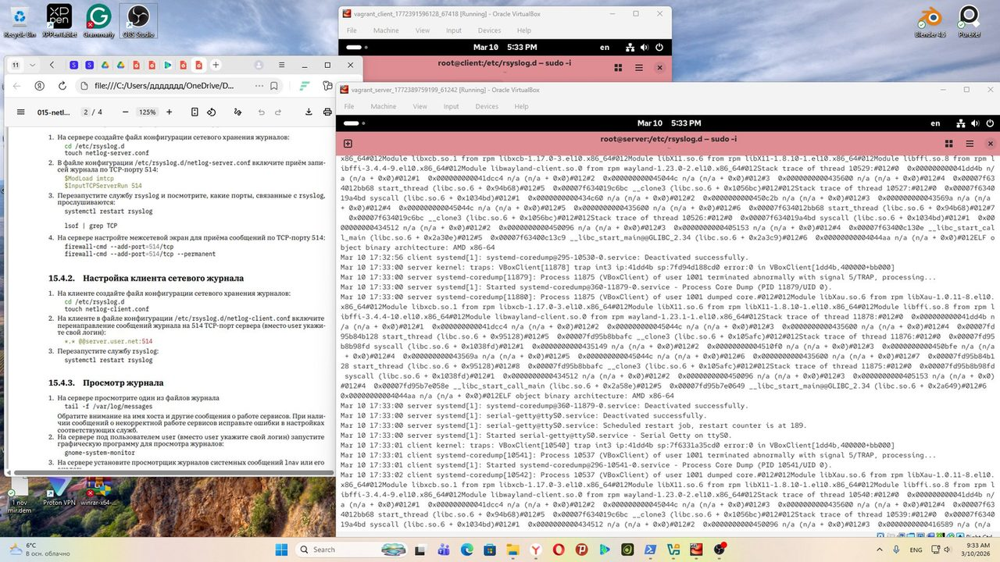 Recycle Bin
XPPenTablet
Grammarly
OBS Studio
Blender 4.5
PureRef
vagrant_client_1772391596128_67418 [Running] - Oracle VirtualBox
File Machine View Input Devices Help
Mar 10 5:33 PM
en
root@client:/etc/rsyslog.d — sudo -i
11
file:///C:/Users/ддддддд/OneDrive/D...
015-netl... 2 / 4 125%
1. На сервере создайте файл конфигурации сетевого хранения журналов:
cd /etc/rsyslog.d
touch netlog-server.conf
2. В файле конфигурации /etc/rsyslog.d/netlog-server.conf включите приём запи-
сей журнала по TCP-порту 514:
$ModLoad imtcp
$InputTCPServerRun 514
3. Перезапустите службу rsyslog и посмотрите, какие порты, связанные с rsyslog,
прослушиваются:
systemctl restart rsyslog
lsof | grep TCP
4. На сервере настройте межсетевой экран для приёма сообщений по TCP-порту 514:
firewall-cmd --add-port=514/tcp
firewall-cmd --add-port=514/tcp --permanent
15.4.2. Настройка клиента сетевого журнала
1. На клиенте создайте файл конфигурации сетевого хранения журналов:
cd /etc/rsyslog.d
touch netlog-client.conf
2. На клиенте в файле конфигурации /etc/rsyslog.d/netlog-client.conf включите
перенаправление сообщий журнала на 514 TCP-порт сервера (вместо user укажи-
те свой логин):
*.* @@server.user.net:514
3. Перезапустите службу rsyslog:
systemctl restart rsyslog
15.4.3. Просмотр журнала
1. На сервере просмотрите один из файлов журнала
tail -f /var/log/messages
Обратите внимание на имя хоста и другие сообщения о работе сервисов. При нали-
чии сообщений о некорректной работе сервисов исправьте ошибки в настройках
соответствующих служб.
2. На сервере под пользователем user (вместо user укажите свой логин) запустите
графическую программу для просмотра журналов:
gnome-system-monitor
3. На сервере установите просмотрщик журналов системных сообщений lnav или его
vagrant_server_1772389759199_61242 [Running] - Oracle VirtualBox
File Machine View Input Devices Help
Mar 10 5:33 PM
en
root@server:/etc/rsyslog.d — sudo -i
x86_64#012Module libxcb.so.1 from rpm libxcb-1.17.0-3.el10.x86_64#012Module libX11.so.6 from rpm libX11-1.8.10-1.el10.x86_64#012Module libffi.so.8 from rpm l
ibffi-3.4.4-9.el10.x86_64#012Module libwayland-client.so.0 from rpm wayland-1.23.0-2.el10.x86_64#012Stack trace of thread 10529:#012#0 0x000000000041dd4b n/
a (n/a + 0x0)#012#1 0x000000000041dcc4 n/a (n/a + 0x0)#012#2 0x000000000045044c n/a (n/a + 0x0)#012#3 0x0000000000435600 n/a (n/a + 0x0)#012#4 0x00007f63
4012bb68 start_thread (libc.so.6 + 0x94b68)#012#5 0x00007f634019c6bc __clone3 (libc.so.6 + 0x1056bc)#012#012Stack trace of thread 10527:#012#0 0x00007f6340
19a4bd syscall (libc.so.6 + 0x1034bd)#012#1 0x0000000000434c60 n/a (n/a + 0x0)#012#2 0x0000000000450c2b n/a (n/a + 0x0)#012#3 0x000000000043569a n/a (n/a
+ 0x0)#012#4 0x000000000045044c n/a (n/a + 0x0)#012#5 0x0000000000435600 n/a (n/a + 0x0)#012#6 0x00007f634012bb68 start_thread (libc.so.6 + 0x94b68)#012#7
0x00007f634019c6bc __clone3 (libc.so.6 + 0x1056bc)#012#012Stack trace of thread 10526:#012#0 0x00007f634019a4bd syscall (libc.so.6 + 0x1034bd)#012#1 0x000
0000000434512 n/a (n/a + 0x0)#012#2 0x0000000000450096 n/a (n/a + 0x0)#012#3 0x0000000000405153 n/a (n/a + 0x0)#012#4 0x00007f63400c130e __libc_start_cal
l_main (libc.so.6 + 0x2a30e)#012#5 0x00007f63400c13c9 __libc_start_main@@GLIBC_2.34 (libc.so.6 + 0x2a3c9)#012#6 0x00000000004044aa n/a (n/a + 0x0)#012ELF o
bject binary architecture: AMD x86-64
Mar 10 17:32:56 client systemd[1]: systemd-coredump@295-10530-0.service: Deactivated successfully.
Mar 10 17:33:00 server kernel: traps: VBoxClient[11878] trap int3 ip:41dd4b sp:7fd94d188cd0 error:0 in VBoxClient[1dd4b,400000+bb000]
Mar 10 17:33:00 server systemd-coredump[11879]: Process 11875 (VBoxClient) of user 1001 terminated abnormally with signal 5/TRAP, processing...
Mar 10 17:33:00 server systemd[1]: Started systemd-coredump@360-11879-0.service - Process Core Dump (PID 11879/UID 0).
Mar 10 17:33:00 server systemd-coredump[11880]: Process 11875 (VBoxClient) of user 1001 dumped core.#012#012Module libXau.so.6 from rpm libXau-1.0.11-8.el10.
x86_64#012Module libxcb.so.1 from rpm libxcb-1.17.0-3.el10.x86_64#012Module libX11.so.6 from rpm libX11-1.8.10-1.el10.x86_64#012Module libffi.so.8 from rpm l
ibffi-3.4.4-10.el10.x86_64#012Module libwayland-client.so.0 from rpm wayland-1.23.1-1.el10.x86_64#012Stack trace of thread 11878:#012#0 0x000000000041dd4b n
/a (n/a + 0x0)#012#1 0x000000000041dcc4 n/a (n/a + 0x0)#012#2 0x000000000045044c n/a (n/a + 0x0)#012#3 0x0000000000435600 n/a (n/a + 0x0)#012#4 0x00007fd
95b84b128 start_thread (libc.so.6 + 0x95128)#012#5 0x00007fd95b8bbafc __clone3 (libc.so.6 + 0x105afc)#012#012Stack trace of thread 11876:#012#0 0x00007fd95
b8b98fd syscall (libc.so.6 + 0x1038fd)#012#1 0x0000000000435149 n/a (n/a + 0x0)#012#2 0x00000000004510f0 n/a (n/a + 0x0)#012#3 0x0000000000450bfe n/a (n/a
+ 0x0)#012#4 0x000000000043569a n/a (n/a + 0x0)#012#5 0x000000000045044c n/a (n/a + 0x0)#012#6 0x0000000000435600 n/a (n/a + 0x0)#012#7 0x00007fd95b84b1
28 start_thread (libc.so.6 + 0x95128)#012#8 0x00007fd95b8bbafc __clone3 (libc.so.6 + 0x105afc)#012#012Stack trace of thread 11875:#012#0 0x00007fd95b8b98fd
syscall (libc.so.6 + 0x1038fd)#012#1 0x0000000000434512 n/a (n/a + 0x0)#012#2 0x0000000000450096 n/a (n/a + 0x0)#012#3 0x0000000000405153 n/a (n/a + 0x0)
#012#4 0x00007fd95b7e058e __libc_start_call_main (libc.so.6 + 0x2a58e)#012#5 0x00007fd95b7e0649 __libc_start_main@@GLIBC_2.34 (libc.so.6 + 0x2a649)#012#6
0x00000000004044aa n/a (n/a + 0x0)#012ELF object binary architecture: AMD x86-64
Mar 10 17:33:00 server systemd[1]: systemd-coredump@360-11879-0.service: Deactivated successfully.
Mar 10 17:33:00 server systemd[1]: serial-getty@ttyS0.service: Deactivated successfully.
Mar 10 17:33:00 server systemd[1]: serial-getty@ttyS0.service: Scheduled restart job, restart counter is at 189.
Mar 10 17:33:00 server systemd[1]: Started serial-getty@ttyS0.service - Serial Getty on ttyS0.
Mar 10 17:33:01 client kernel: traps: VBoxClient[10540] trap int3 ip:41dd4b sp:7f6331a35cd0 error:0 in VBoxClient[1dd4b,400000+bb000]
Mar 10 17:33:01 client systemd-coredump[10541]: Process 10537 (VBoxClient) of user 1001 terminated abnormally with signal 5/TRAP, processing...
Mar 10 17:33:01 client systemd[1]: Started systemd-coredump@296-10541-0.service - Process Core Dump (PID 10541/UID 0).
Mar 10 17:33:02 client systemd-coredump[10542]: Process 10537 (VBoxClient) of user 1001 dumped core.#012#012Module libXau.so.6 from rpm libXau-1.0.11-8.el10.
x86_64#012Module libxcb.so.1 from rpm libxcb-1.17.0-3.el10.x86_64#012Module libX11.so.6 from rpm libX11-1.8.10-1.el10.x86_64#012Module libffi.so.8 from rpm l
ibffi-3.4.4-9.el10.x86_64#012Module libwayland-client.so.0 from rpm wayland-1.23.0-2.el10.x86_64#012Stack trace of thread 10540:#012#0 0x000000000041dd4b n/
a (n/a + 0x0)#012#1 0x000000000041dcc4 n/a (n/a + 0x0)#012#2 0x000000000045044c n/a (n/a + 0x0)#012#3 0x0000000000435600 n/a (n/a + 0x0)#012#4 0x00007f63
4012bb68 start_thread (libc.so.6 + 0x94b68)#012#5 0x00007f634019c6bc __clone3 (libc.so.6 + 0x1056bc)#012#012Stack trace of thread 10539:#012#0 0x00007f6340
19a4bd syscall (libc.so.6 + 0x1034bd)#012#1 0x0000000000434512 n/a (n/a + 0x0)#012#2 0x0000000000450096 n/a (n/a + 0x0)#012#3 0x0000000000416589 n/a (n/a
Right Ctrl
1 nov
mir.dem
Proton VPN
winrar-x64-...
6°C
В осн. облачно
Search
ENG
9:33 AM
3/10/2026